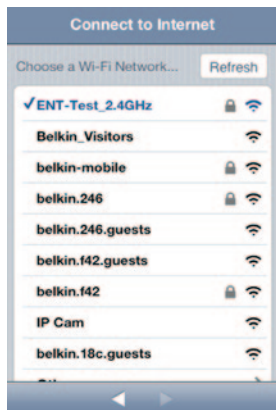 Connect to Internet
Choose a Wi-Fi Network... Refresh
ENT-Test_2.4GHz
Belkin_Visitors
belkin-mobile
belkin.246
belkin.246.guests
belkin.f42.guests
belkin.f42
IP Cam
belkin.18c.guests